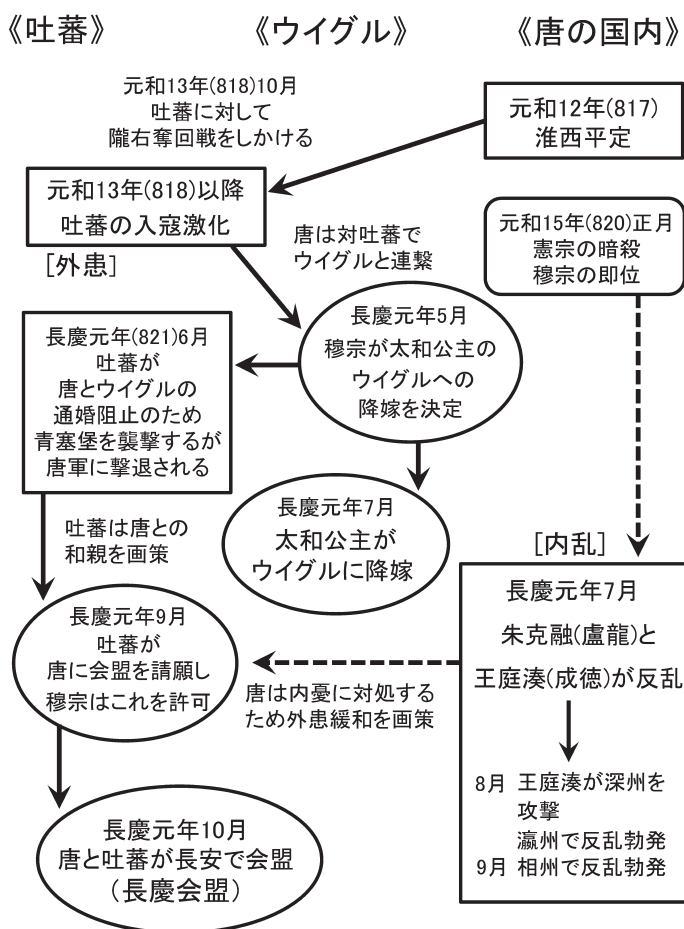 《吐蕃》
《ウイグル》
《唐の国内》
元和13年(818)10月
吐蕃に対して
隴右奪回戦をしかける
元和12年(817)
淮西平定
元和13年(818)以降
吐蕃の入寇激化
[外患]
唐は対吐蕃で
ウイグルと連繫
元和15年(820)正月
憲宗の暗殺
穆宗の即位
長慶元年5月
穆宗が太和公主の
ウイグルへの
降嫁を決定
長慶元年(821)6月
吐蕃が
唐とウイグルの
通婚阻止のため
青塞堡を襲撃するが
唐軍に撃退される
長慶元年7月
太和公主が
ウイグルに降嫁
吐蕃は唐との
和親を画策
[内乱]
長慶元年7月
朱克融(盧龍)と
王庭湊(成徳)が反乱
8月 王庭湊が深州を
攻撃
瀛州で反乱勃発
9月 相州で反乱勃発
長慶元年9月
吐蕃が
唐に会盟を請願し
穆宗はこれを許可
唐は内憂に対処する
ため外患緩和を画策
長慶元年10月
唐と吐蕃が長安で会盟
(長慶会盟)